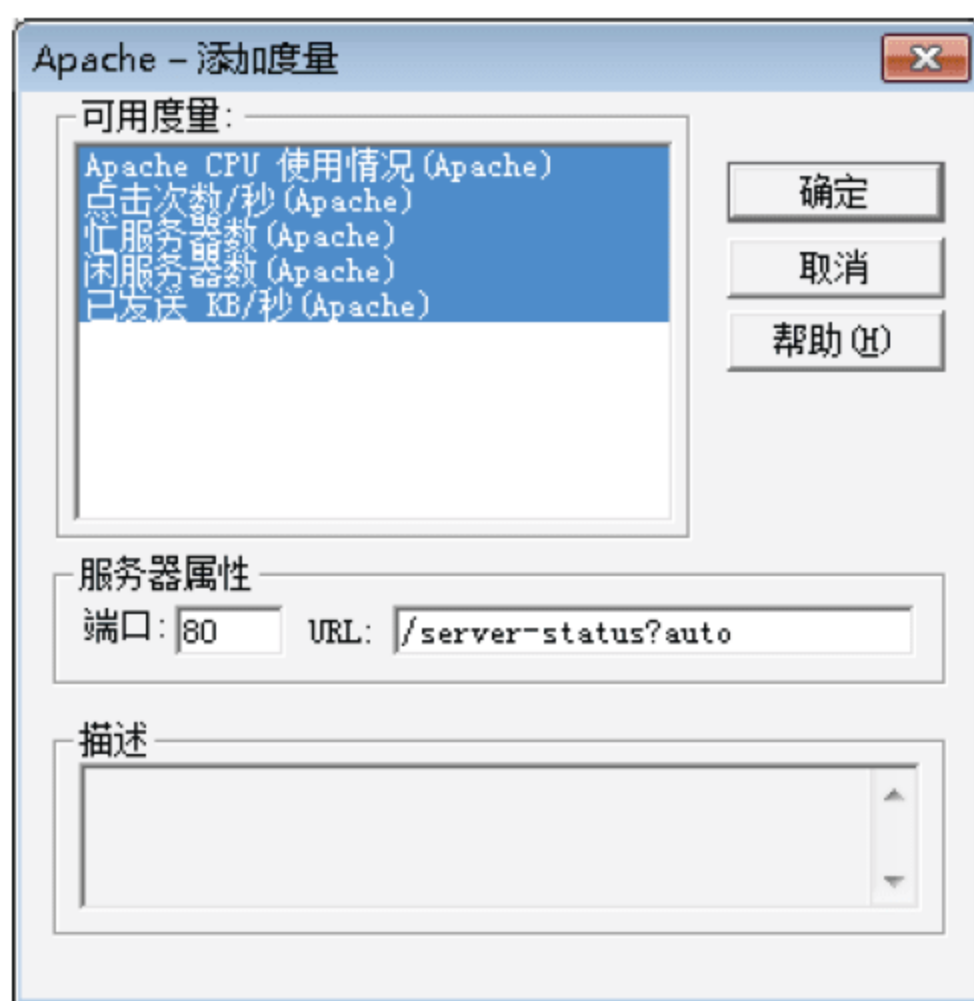 Apache – 添加度量
可用度量:
Apache CPU 使用情况(Apache)
点击次数/秒(Apache)
忙服务器数(Apache)
闲服务器数(Apache)
已发送 KB/秒(Apache)
确定
取消
帮助(H)
服务器属性
端口: 80 URL: /server-status?auto
描述